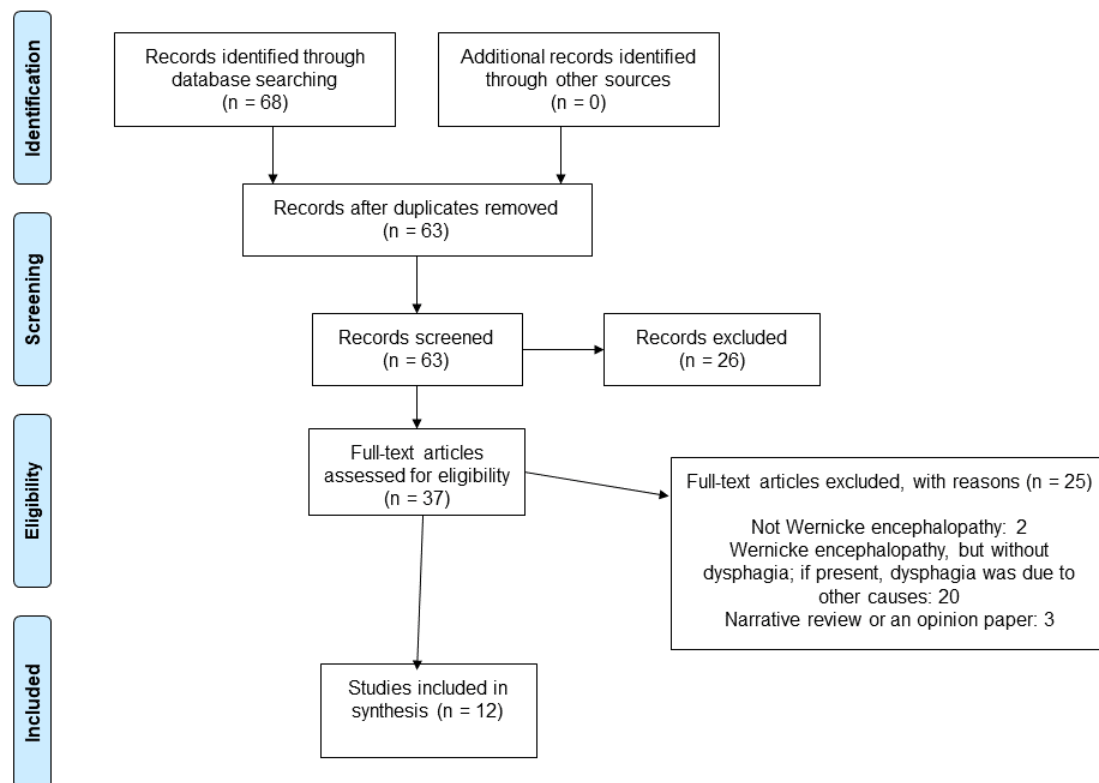 Identification
Records identified through
database searching
(n = 68)
Additional records identified
through other sources
(n = 0)
Records after duplicates removed
(n = 63)
Screening
Records screened
(n = 63)
Records excluded
(n = 26)
Eligibility
Full-text articles
assessed for eligibility
(n = 37)
Full-text articles excluded, with reasons (n = 25)
Not Wernicke encephalopathy: 2
Wernicke encephalopathy, but without
dysphagia; if present, dysphagia was due to
other causes: 20
Narrative review or an opinion paper: 3
Included
Studies included in
synthesis (n = 12)